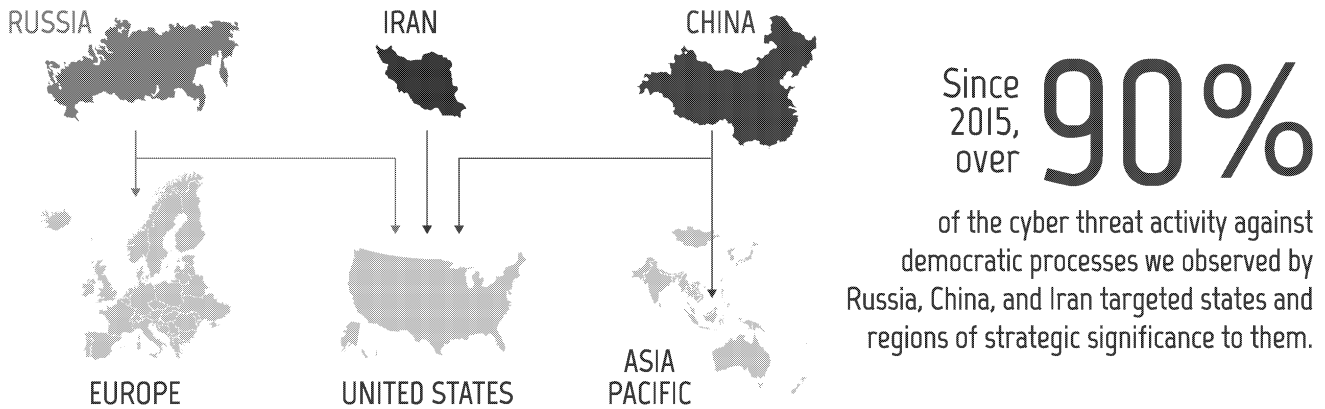 RUSSIA
IRAN
CHINA
EUROPE
UNITED STATES
ASIA
PACIFIC
Since
2015,
over
90%
of the cyber threat activity against
democratic processes we observed by
Russia, China, and Iran targeted states and
regions of strategic significance to them.